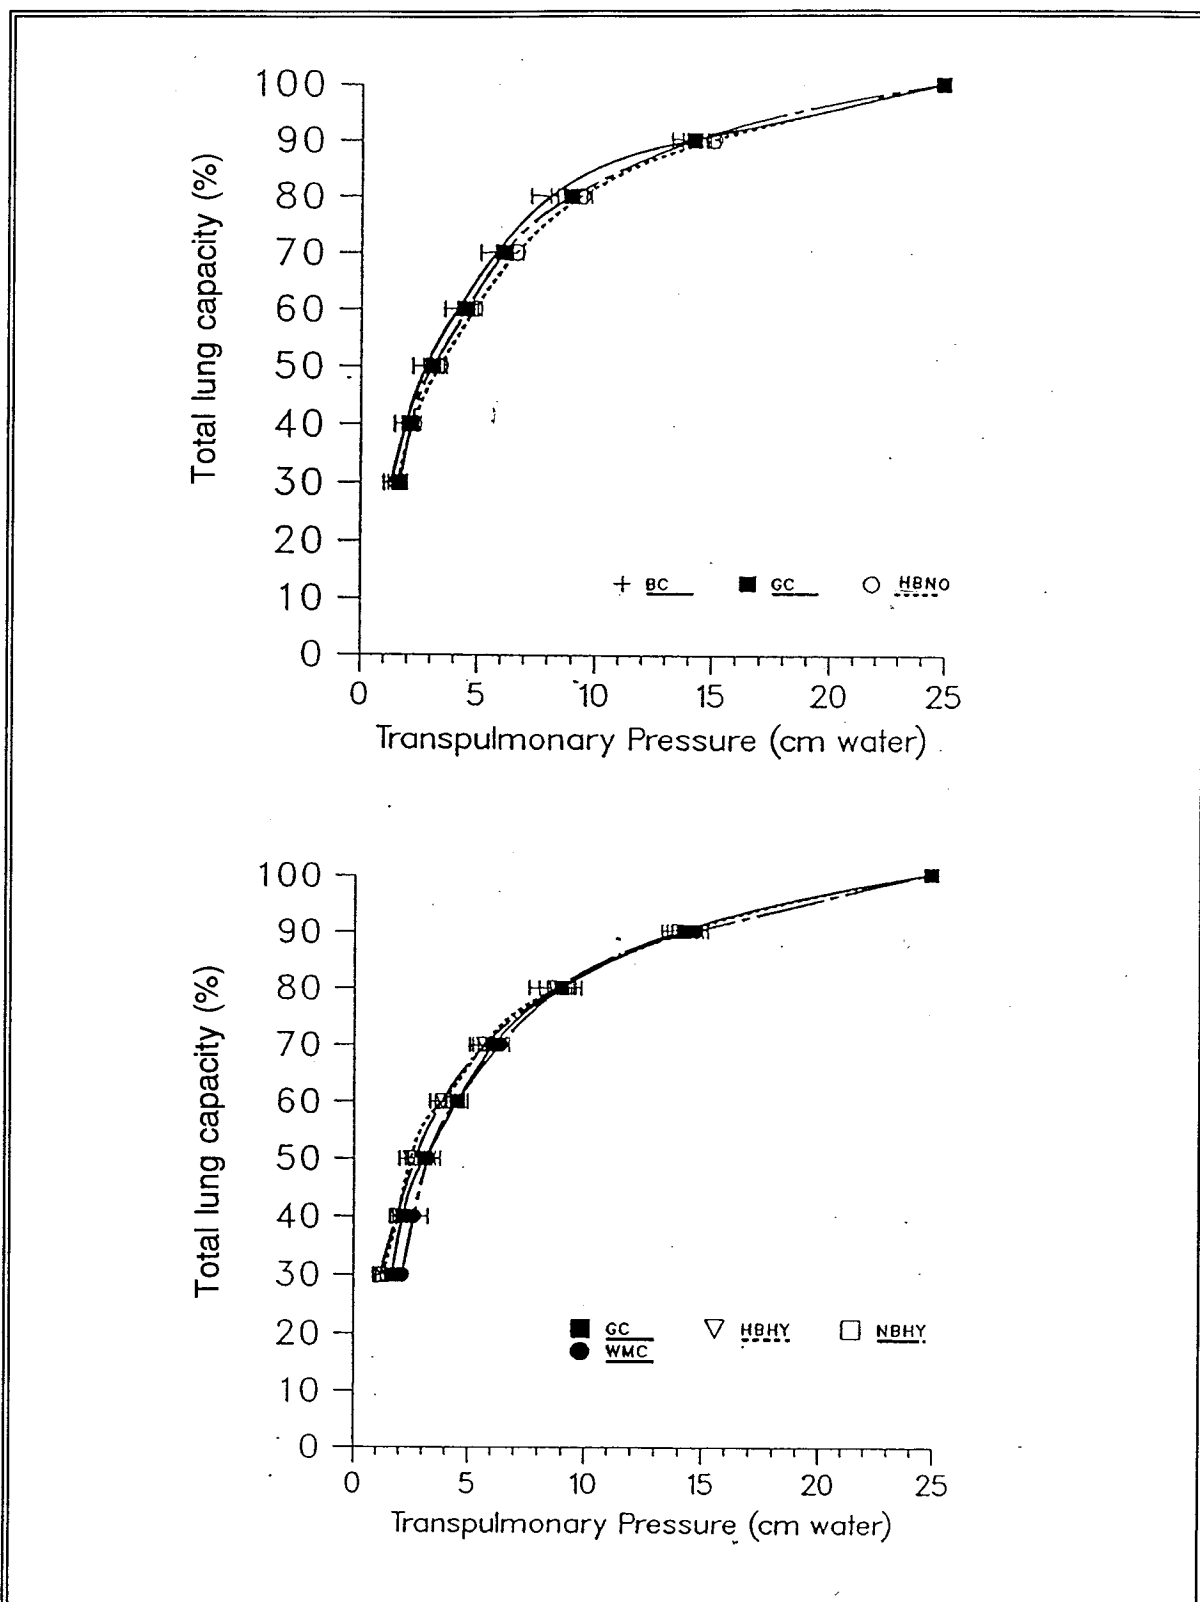 100
90
80
70
60
50
40
30
20
10
0
Total lung capacity (%)
+ BC ■ GC ○ HBNO
0 5 10 15 20 25
Transpulmonary Pressure (cm water)
100
90
80
70
60
50
40
30
20
10
0
Total lung capacity (%)
■ GC ▽ HBHY □ NBHY
● WMC
0 5 10 15 20 25
Transpulmonary Pressure (cm water)